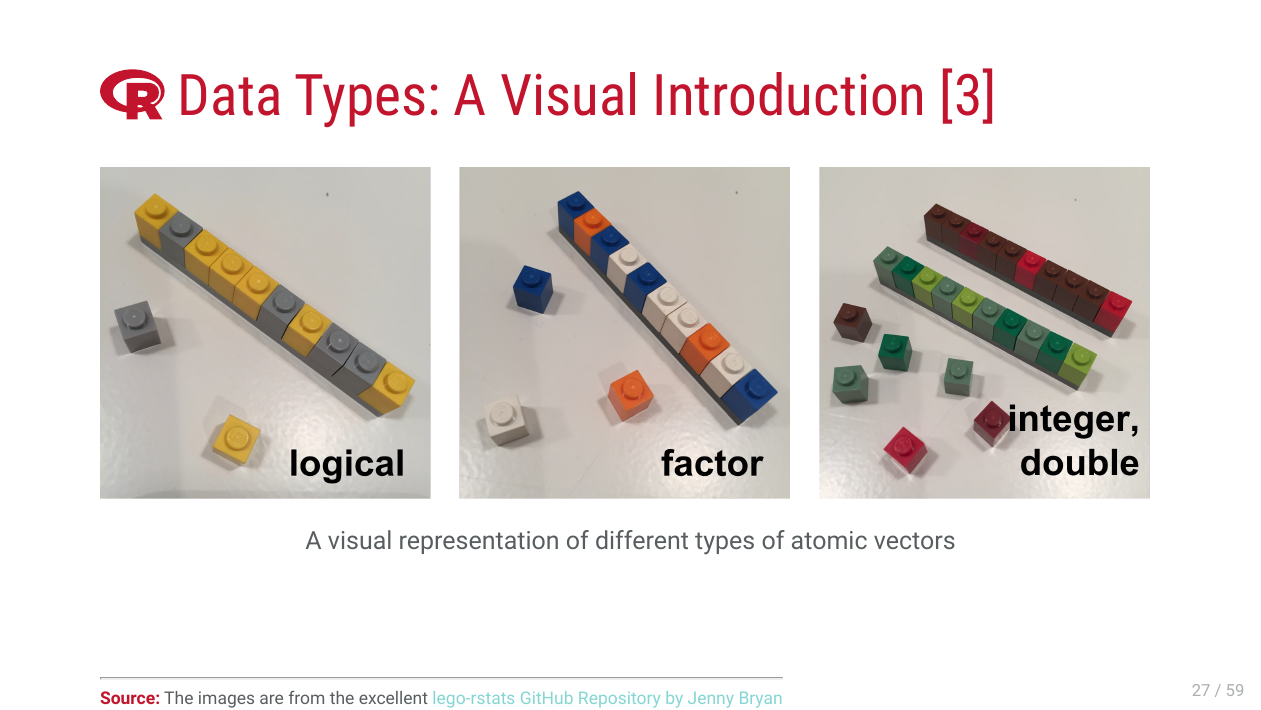 R Data Types: A Visual Introduction [3]
logical
factor
integer,
double
A visual representation of different types of atomic vectors
Source: The images are from the excellent lego-rstats GitHub Repository by Jenny Bryan
27 / 59